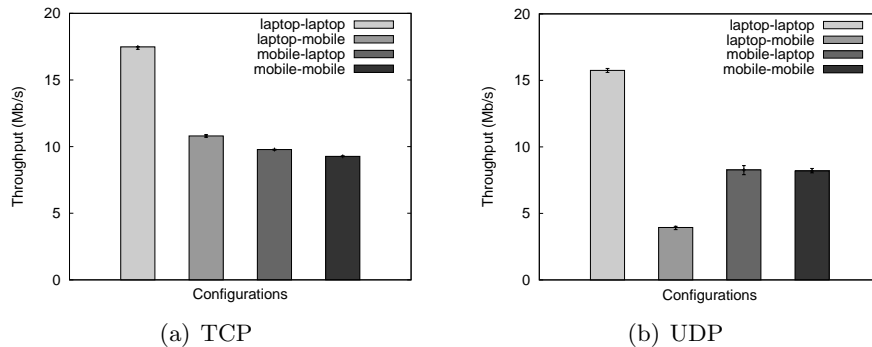 20
15
10
5
0
Throughput (Mb/s)
laptop-laptop
laptop-mobile
mobile-laptop
mobile-mobile
Configurations
(a) TCP
20
15
10
5
0
Throughput (Mb/s)
laptop-laptop
laptop-mobile
mobile-laptop
mobile-mobile
Configurations
(b) UDP